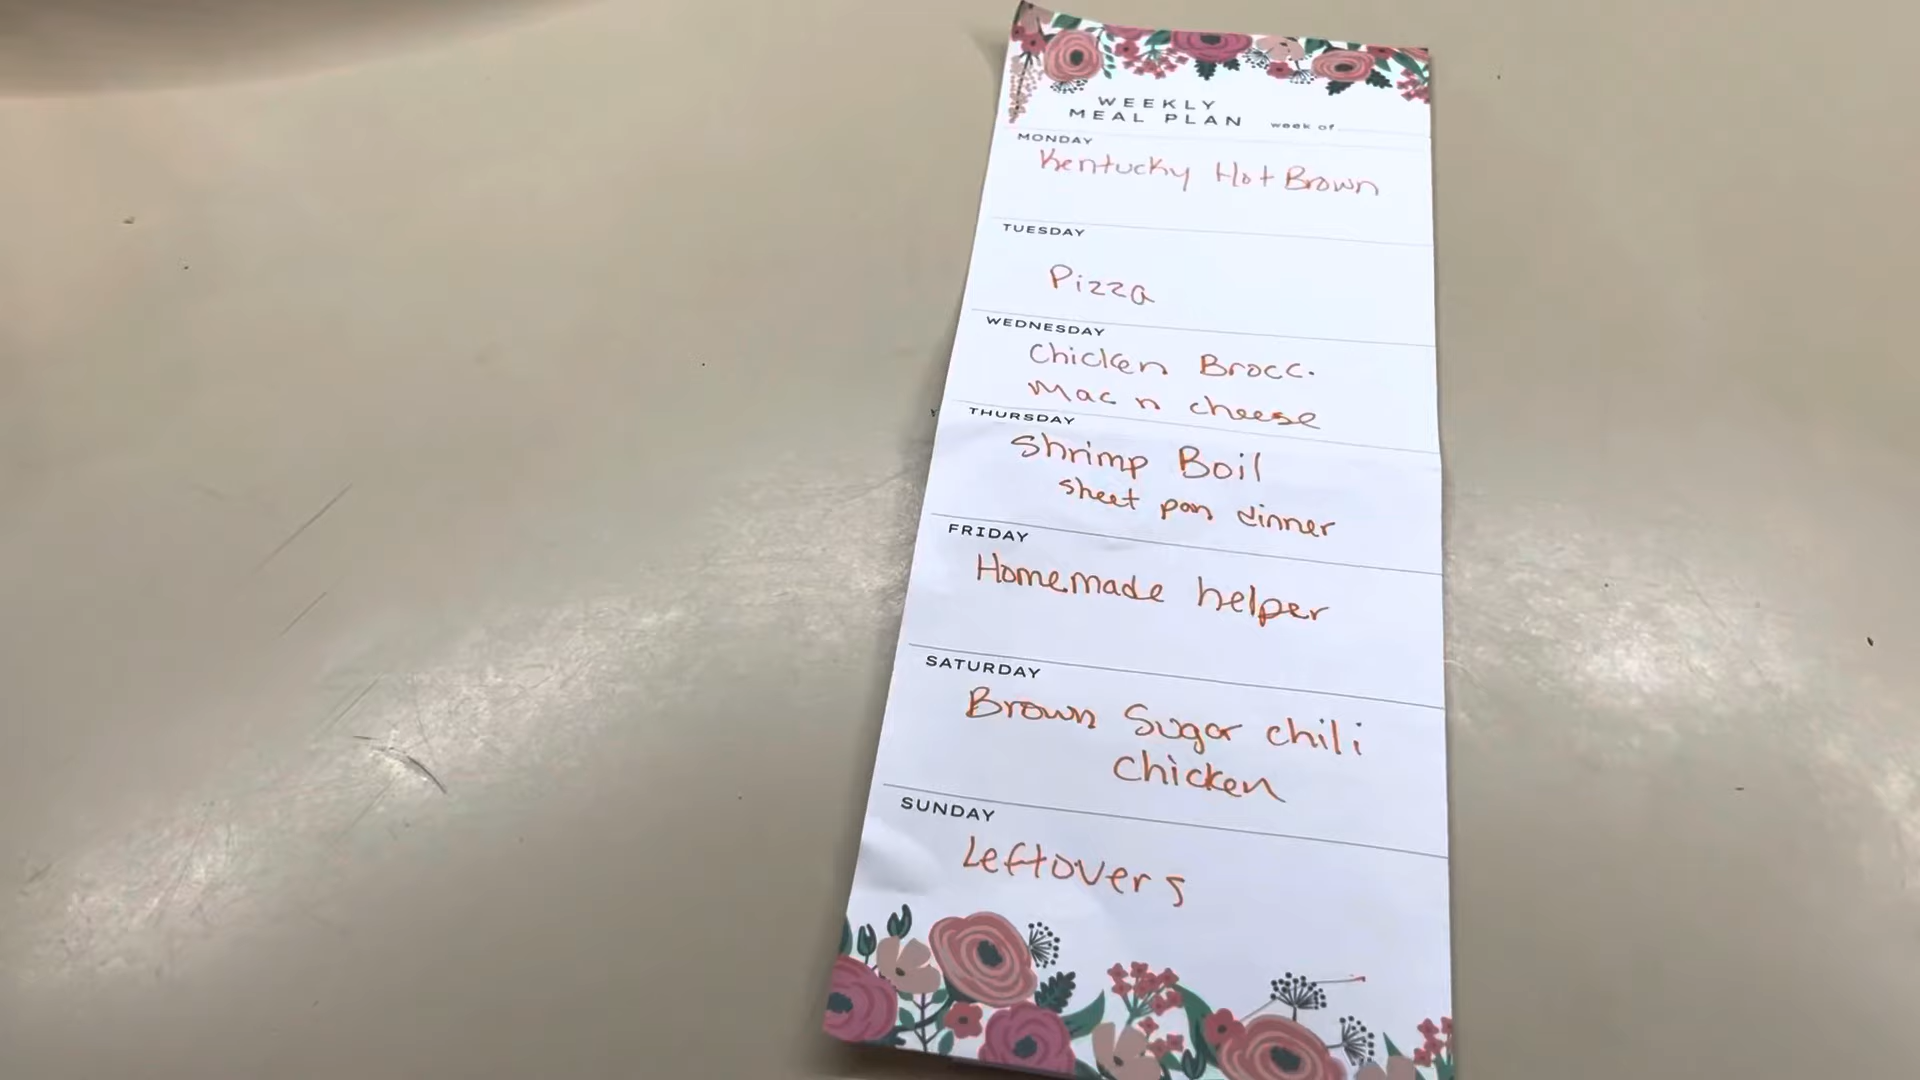 WEEKLY
MEAL PLAN week of
MONDAY
Kentucky Hot Brown
TUESDAY
Pizza
WEDNESDAY
Chicken Brocc.
Mac n cheese
THURSDAY
Shrimp Boil
sheet pan dinner
FRIDAY
Homemade helper
SATURDAY
Brown Sugar chili
chicken
SUNDAY
Leftovers